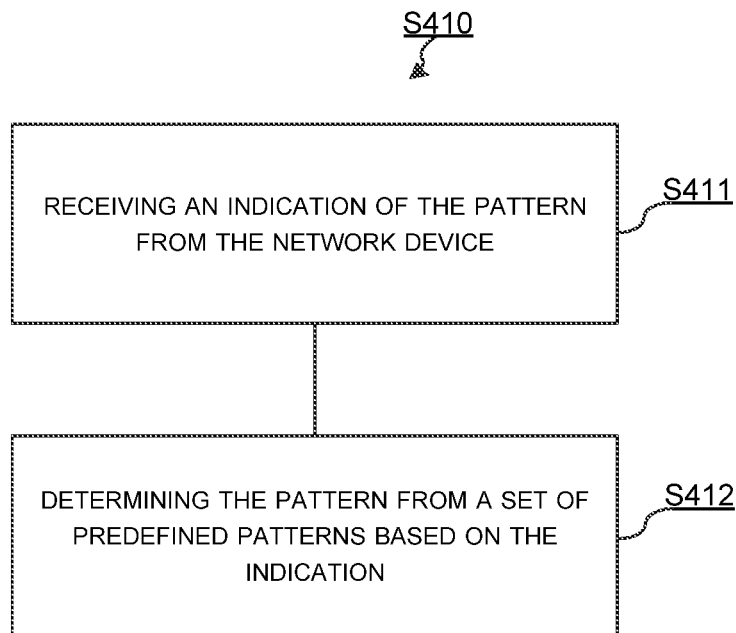 S410
RECEIVING AN INDICATION OF THE PATTERN
FROM THE NETWORK DEVICE
S411
DETERMINING THE PATTERN FROM A SET OF
PREDEFINED PATTERNS BASED ON THE
INDICATION
S412